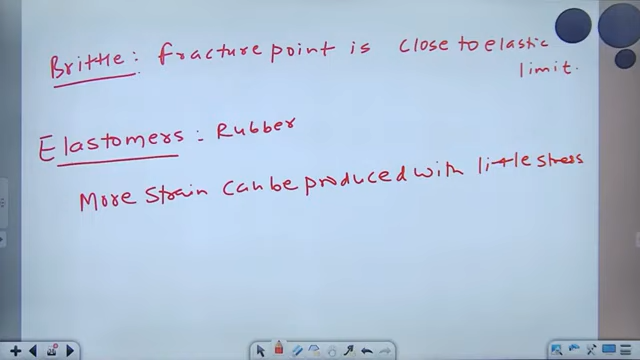 Brittle: fracture point is close to elastic
limit.
Elastomers: Rubber
More strain can be produced with little stress